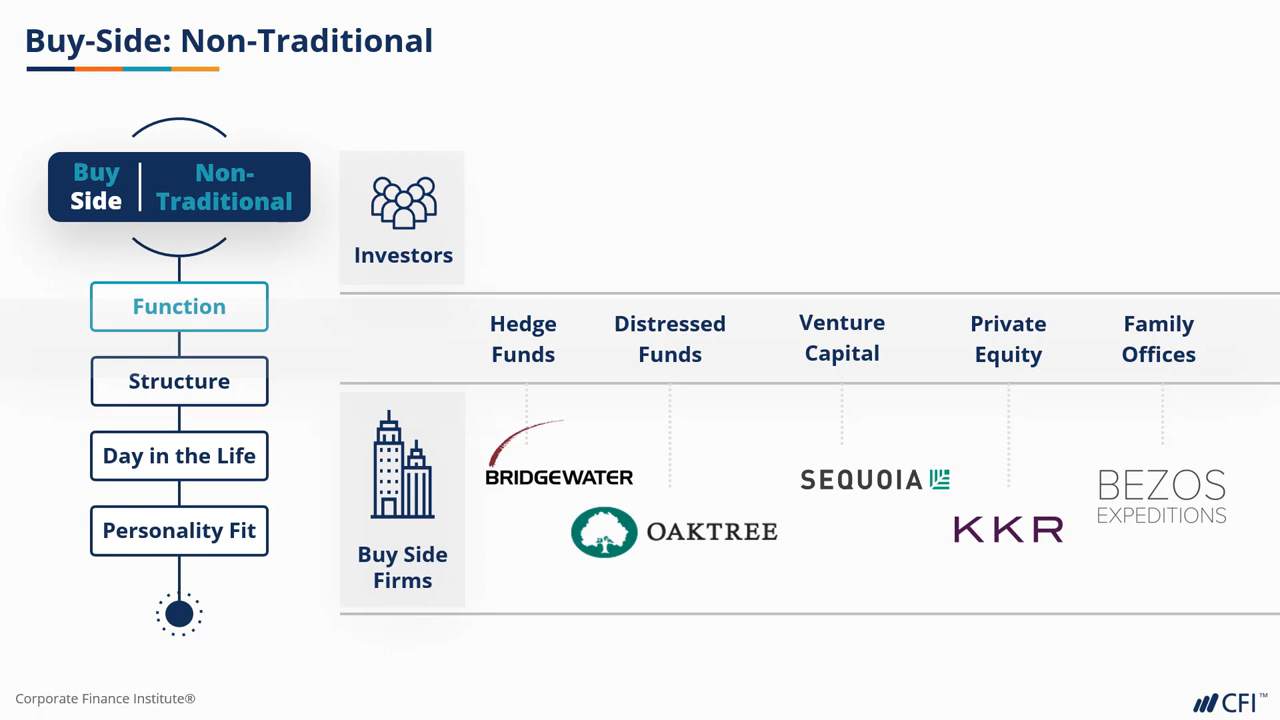 Buy-Side: Non-Traditional
Buy
Side
Non-
Traditional
Function
Structure
Day in the Life
Personality Fit
Investors
Hedge
Funds
Distressed
Funds
Venture
Capital
Private
Equity
Family
Offices
Buy Side
Firms
BRIDGEWATER
OAKTREE
SEQUOIA
KKR
BEZOS
EXPEDITIONS
Corporate Finance Institute®
CFI™